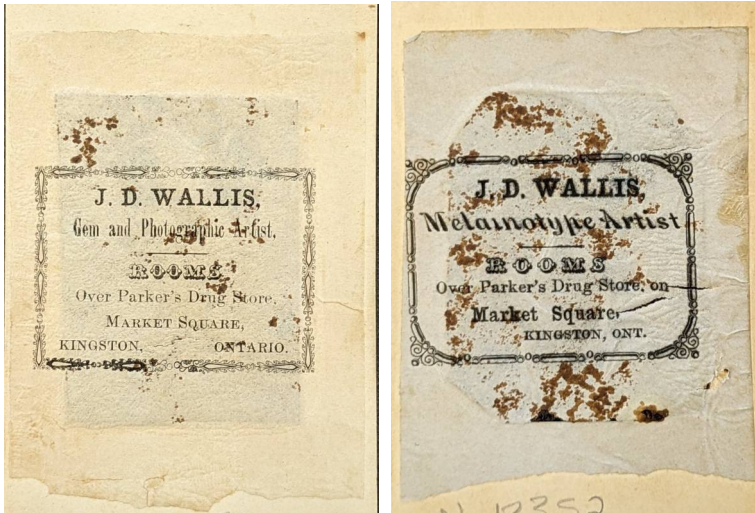 J. D. WALLIS,
Gem and Photographic Artist,
ROOMS
Over Parker's Drug Store,
MARKET SQUARE,
KINGSTON, ONTARIO.
J. D. WALLIS,
Melainotype Artist
ROOMS
Over Parker's Drug Store, on
Market Square,
KINGSTON, ONT.